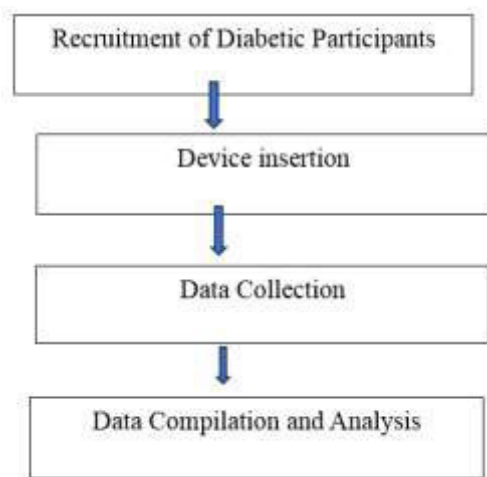 Recruitment of Diabetic Participants
Device insertion
Data Collection
Data Compilation and Analysis